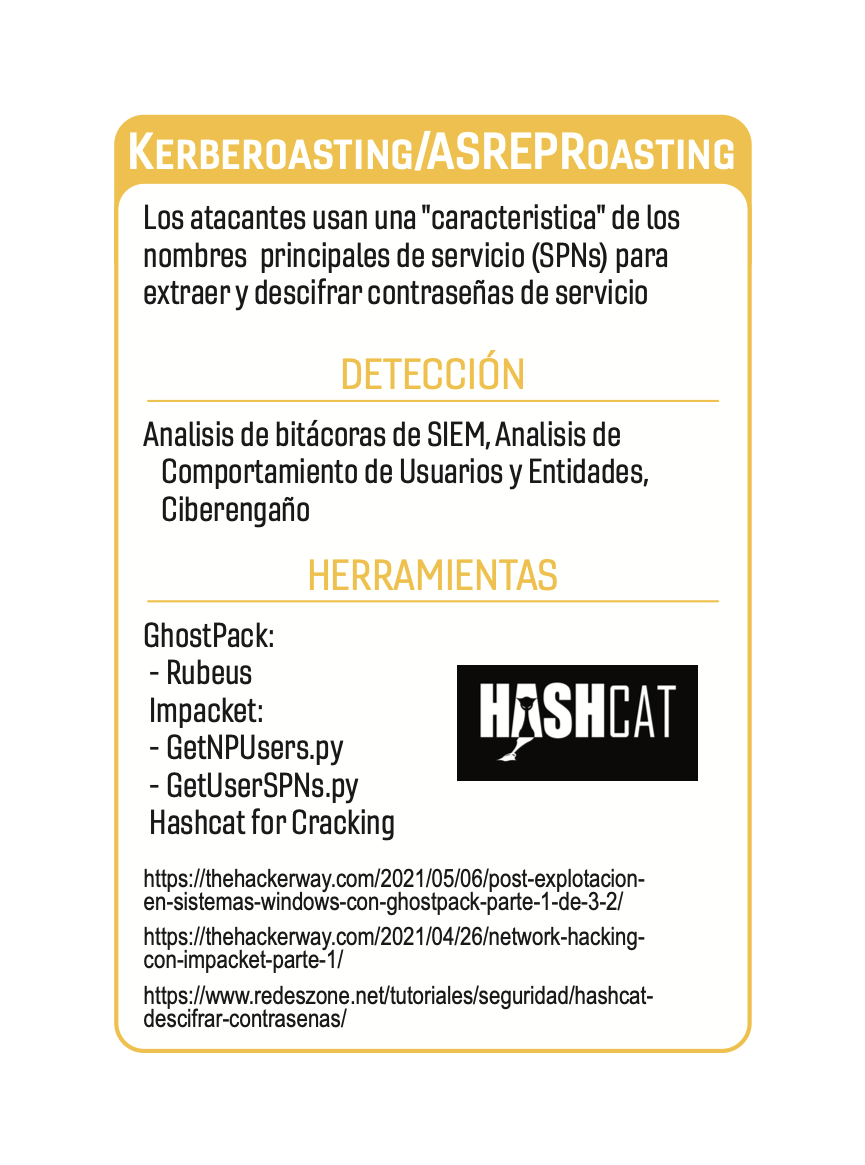 KERBEROASTING/ASREPROASTING
Los atacantes usan una "caracteristica" de los
nombres  principales de servicio (SPNs) para
extraer y descifrar contraseñas de servicio
DETECCIÓN
Analisis de bitácoras de SIEM, Analisis de
Comportamiento de Usuarios y Entidades,
Ciberengaño
HERRAMIENTAS
GhostPack:
- Rubeus
Impacket:
- GetNPUsers.py
- GetUserSPNs.py
Hashcat for Cracking
HASHCAT
https://thehackerway.com/2021/05/06/post-explotacion-
en-sistemas-windows-con-ghostpack-parte-1-de-3-2/
https://thehackerway.com/2021/04/26/network-hacking-
con-impacket-parte-1/
https://www.redeszone.net/tutoriales/seguridad/hashcat-
descifrar-contrasenas/